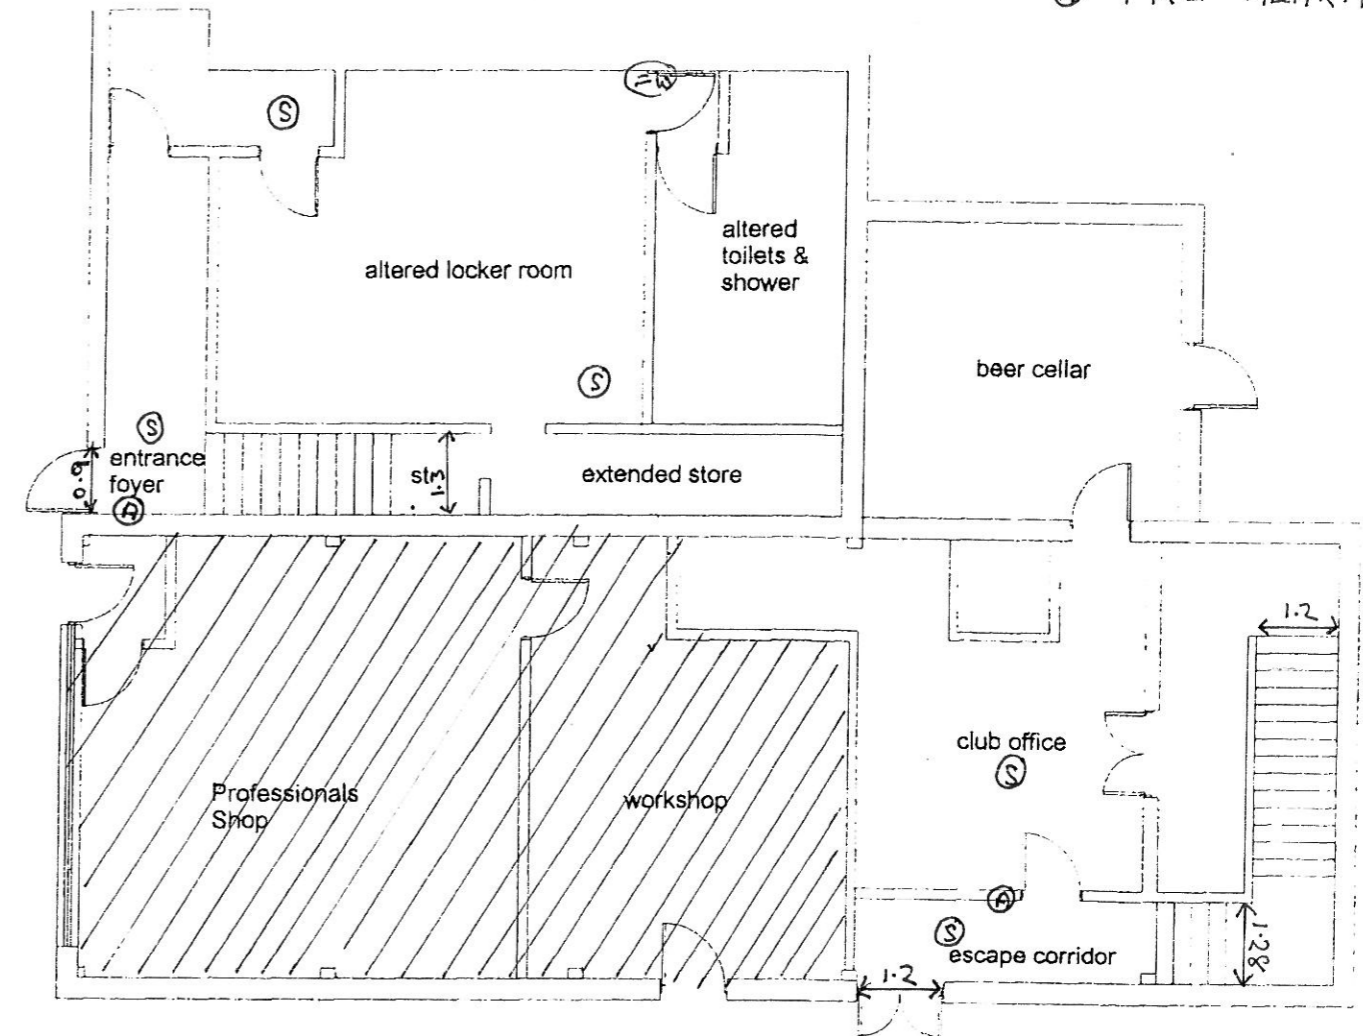 S
altered locker room
altered
toilets &
shower
beer cellar
S
S
entrance
foyer
0.9
A
stm
1.3
extended store
1.2
club office
S
Professionals
Shop
workshop
A
S
escape corridor
1.28
1.2